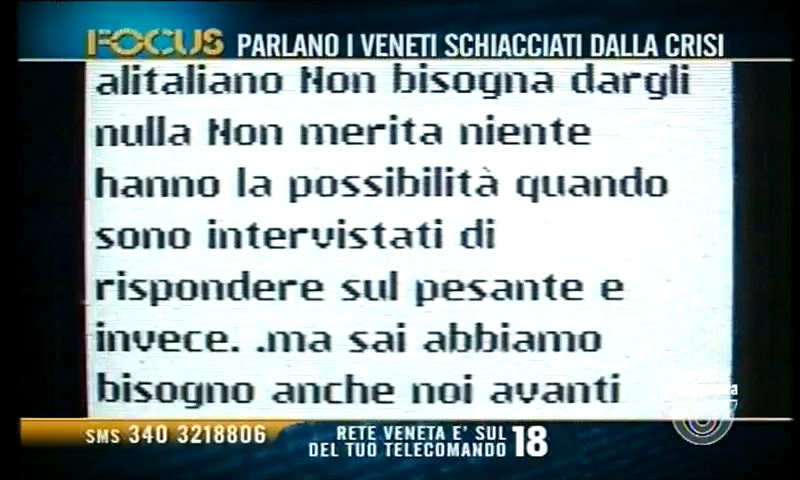 FOCUS PARLANO I VENETI SCHIACCIATI DALLA CRISI
alitaliano Non bisogna dargli
nulla Non merita niente
hanno la possibilità quando
sono intervistati di
rispondere sul pesante e
invece. .ma sai abbiamo
bisogno anche noi avanti
SMS 340 3218806
RETE VENETA E' SUL 18
DEL TUO TELECOMANDO